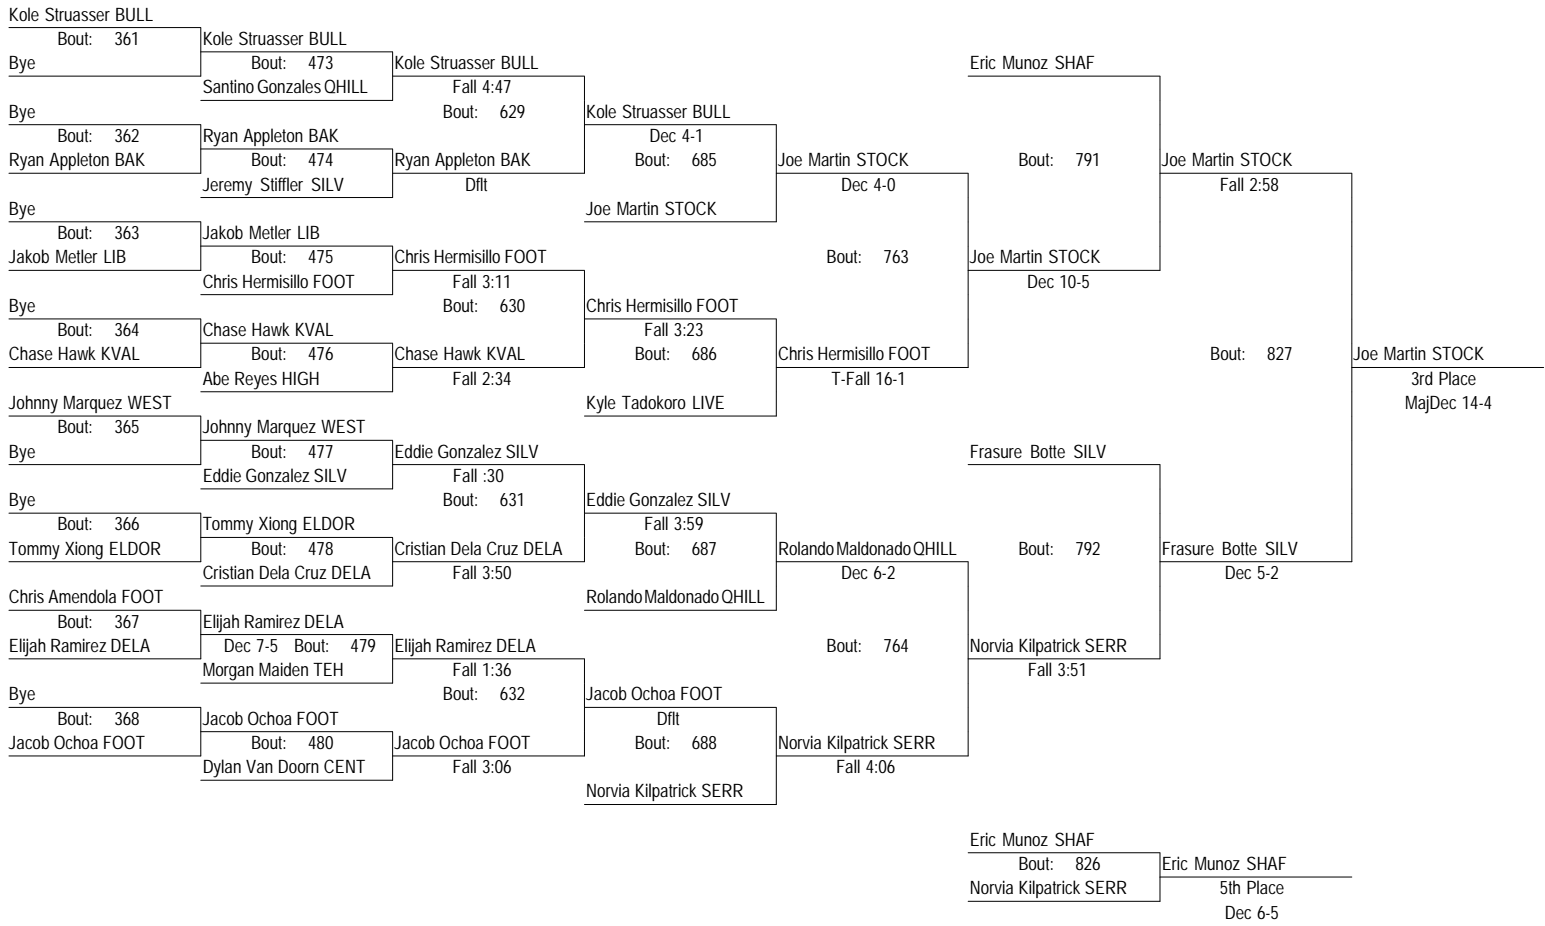 Kole Struasser BULL
Bout: 361
Bye
Bye
Bout: 362
Ryan Appleton BAK
Bye
Bout: 363
Jakob Metler LIB
Bye
Bout: 364
Chase Hawk KVAL
Johnny Marquez WEST
Bout: 365
Bye
Bye
Bout: 366
Tommy Xiong ELDOR
Chris Amendola FOOT
Bout: 367
Elijah Ramirez DELA
Bye
Bout: 368
Jacob Ochoa FOOT
Kole Struasser BULL
Bout: 473
Santino Gonzales QHILL
Ryan Appleton BAK
Bout: 474
Jeremy Stiffler SILV
Jakob Metler LIB
Bout: 475
Chris Hermisillo FOOT
Chase Hawk KVAL
Bout: 476
Abe Reyes HIGH
Johnny Marquez WEST
Bout: 477
Eddie Gonzalez SILV
Tommy Xiong ELDOR
Bout: 478
Cristian Dela Cruz DELA
Elijah Ramirez DELA
Dec 7-5 Bout: 479
Morgan Maiden TEH
Jacob Ochoa FOOT
Bout: 480
Dylan Van Doorn CENT
Kole Struasser BULL
Fall 4:47
Bout: 629
Ryan Appleton BAK
Dflt
Chris Hermisillo FOOT
Fall 3:11
Bout: 630
Chase Hawk KVAL
Fall 2:34
Eddie Gonzalez SILV
Fall :30
Bout: 631
Cristian Dela Cruz DELA
Fall 3:50
Elijah Ramirez DELA
Fall 1:36
Bout: 632
Jacob Ochoa FOOT
Fall 3:06
Kole Struasser BULL
Dec 4-1
Bout: 685
Joe Martin STOCK
Chris Hermisillo FOOT
Fall 3:23
Bout: 686
Kyle Tadokoro LIVE
Eddie Gonzalez SILV
Fall 3:59
Bout: 687
Rolando Maldonado QHILL
Jacob Ochoa FOOT
Dflt
Bout: 688
Norvia Kilpatrick SERR
Joe Martin STOCK
Dec 4-0
Bout: 763
Chris Hermisillo FOOT
T-Fall 16-1
Rolando Maldonado QHILL
Dec 6-2
Bout: 764
Norvia Kilpatrick SERR
Fall 4:06
Eric Munoz SHAF
Bout: 791
Joe Martin STOCK
Dec 10-5
Frasure Botte SILV
Bout: 792
Norvia Kilpatrick SERR
Fall 3:51
Joe Martin STOCK
Fall 2:58
Bout: 827
Frasure Botte SILV
Dec 5-2
Joe Martin STOCK
3rd Place
MajDec 14-4
Eric Munoz SHAF
Bout: 826
Norvia Kilpatrick SERR
Eric Munoz SHAF
5th Place
Dec 6-5